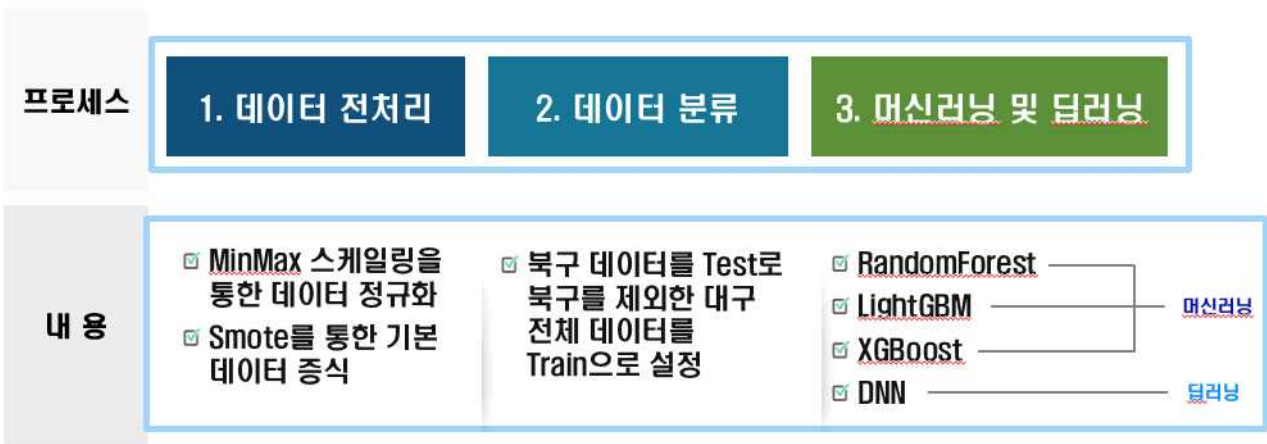 프로세스
1. 데이터 전처리
2. 데이터 분류
3. 머신러닝 및 딥러닝
내 용
MinMax 스케일링을
통한 데이터 정규화
Smote를 통한 기본
데이터 증식
북구 데이터를 Test로
북구를 제외한 대구
전체 데이터를
Train으로 설정
RandomForest
LightGBM
XGBoost
머신러닝
DNN
딥러닝